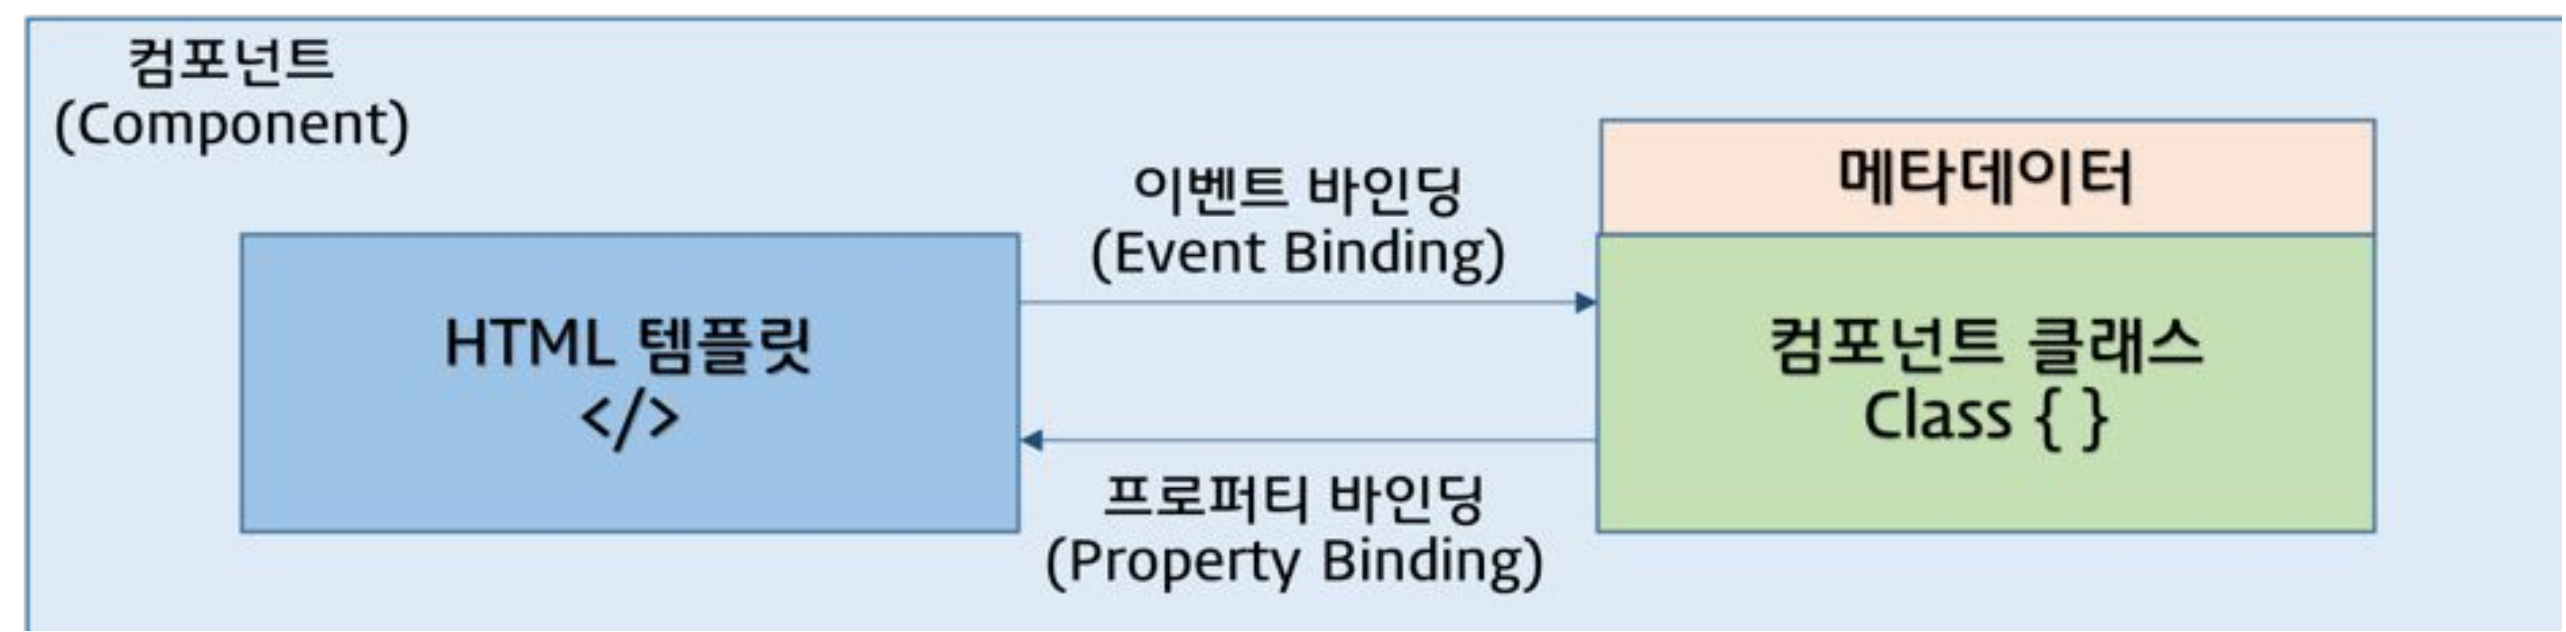 컴포넌트
(Component)
이벤트 바인딩
(Event Binding)
메타데이터
HTML 템플릿
</>
컴포넌트 클래스
Class { }
프로퍼티 바인딩
(Property Binding)